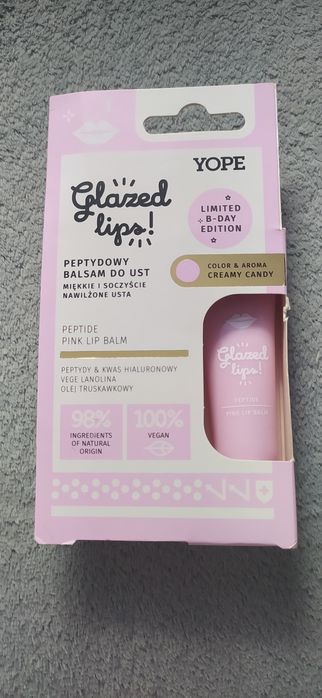 YOPE
Glazed
lips!
LIMITED
B-DAY
EDITION
PEPTYDOWY
BALSAM DO UST
MIĘKKIE I SOCZYŚCIE
NAWILŻONE USTA
COLOR & AROMA
CREAMY CANDY
PEPTIDE
PINK LIP BALM
PEPTYDY & KWAS HIALURONOWY
VEGE LANOLINA
OLEJ TRUSKAWKOWY
98%
INGREDIENTS
OF NATURAL
ORIGIN
100%
VEGAN
Glazed
lips!
PEPTIDE
PINK LIP BALM